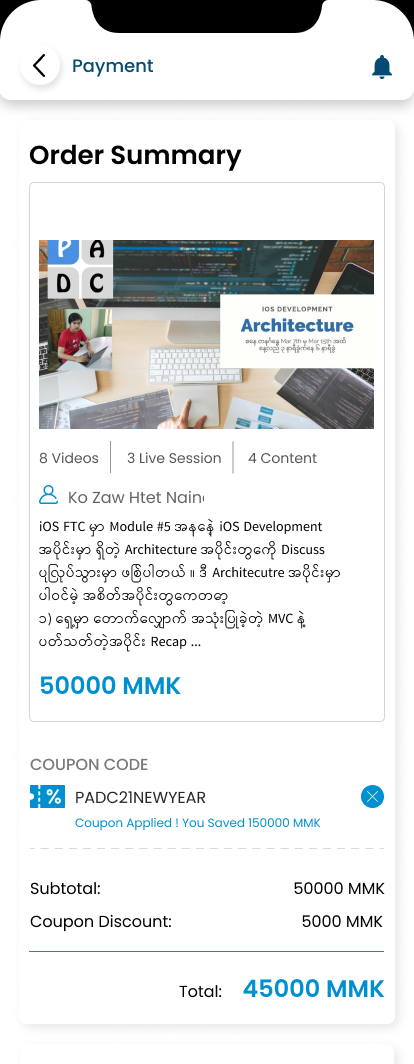 Payment
Order Summary
P A
D C
iOS DEVELOPMENT
Architecture
8 Videos
3 Live Session
4 Content
Ko Zaw Htet Naing
iOS FTC မှာ Module #5 အနေနဲ့ iOS Development
အပိုင်းမှာ ရှိတဲ့ Architecture အပိုင်းတွေကို Discuss
ပြုလုပ်သွားမှာ ဖြစ်ပါတယ် ။ ဒီ Architecutre အပိုင်းမှာ
ပါဝင်မဲ့ အစိတ်အပိုင်းတွေကတော့
၁) ရှေ့မှာ တောက်လျှောက် အသုံးပြုခဲ့တဲ့ MVC နဲ့
ပတ်သတ်တဲ့အပိုင်း Recap ...
50000 MMK
COUPON CODE
%
PADC21NEWYEAR
Coupon Applied ! You Saved 150000 MMK
Subtotal: 50000 MMK
Coupon Discount: 5000 MMK
Total: 45000 MMK